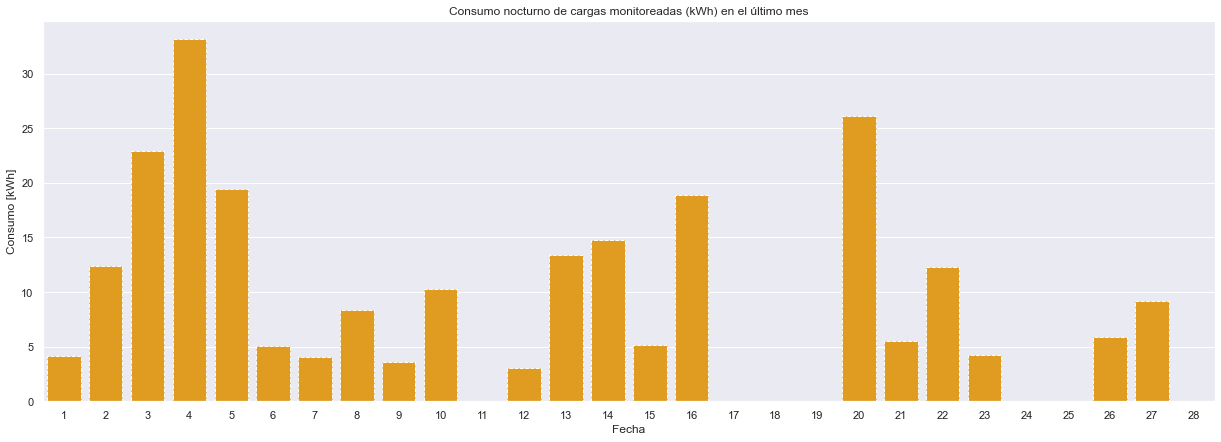 Consumo nocturno de cargas monitoreadas (kWh) en el último mes
Consumo [kWh]
30
25
20
15
10
5
0
1 2 3 4 5 6 7 8 9 10 11 12 13 14 15 16 17 18 19 20 21 22 23 24 25 26 27 28
Fecha